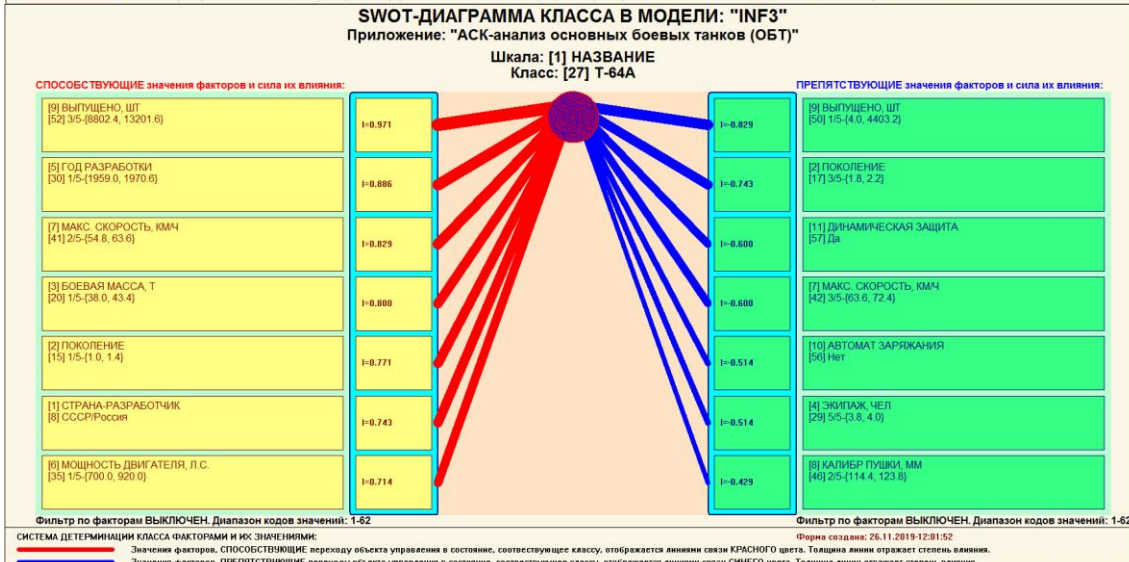 SWOT-ДИАГРАММА КЛАССА В МОДЕЛИ: "INF3"
Приложение: "АСК-анализ основных боевых танков (ОБТ)"
Шкала: [1] НАЗВАНИЕ
Класс: [27] Т-64А
СПОСОБСТВУЮЩИЕ значения факторов и сила их влияния:
[9] ВЫПУЩЕНО, ШТ
[52] 3/5-{8802.4, 13201.6}
I=0.971
[5] ГОД РАЗРАБОТКИ
[30] 1/5-{1959.0, 1970.6}
I=0.886
[7] МАКС. СКОРОСТЬ, КМ/Ч
[41] 2/5-{54.8, 63.6}
I=0.829
[3] БОЕВАЯ МАССА, Т
[20] 1/5-{38.0, 43.4}
I=0.800
[2] ПОКОЛЕНИЕ
[15] 1/5-{1.0, 1.4}
I=0.771
[1] СТРАНА-РАЗРАБОТЧИК
[8] СССР/Россия
I=0.743
[6] МОЩНОСТЬ ДВИГАТЕЛЯ, Л.С.
[35] 1/5-{700.0, 920.0}
I=0.714
Фильтр по факторам ВЫКЛЮЧЕН. Диапазон кодов значений: 1-62
ПРЕПЯТСТВУЮЩИЕ значения факторов и сила их влияния:
I=-0.829
[9] ВЫПУЩЕНО, ШТ
[50] 1/5-{4.0, 4403.2}
I=-0.743
[2] ПОКОЛЕНИЕ
[17] 3/5-{1.8, 2.2}
I=-0.600
[11] ДИНАМИЧЕСКАЯ ЗАЩИТА
[57] Да
I=-0.600
[7] МАКС. СКОРОСТЬ, КМ/Ч
[42] 3/5-{63.6, 72.4}
I=-0.514
[10] АВТОМАТ ЗАРЯЖАНИЯ
[56] Нет
I=-0.514
[4] ЭКИПАЖ, ЧЕЛ
[29] 5/5-{3.8, 4.0}
I=-0.429
[8] КАЛИБР ПУШКИ, ММ
[46] 2/5-{114.4, 123.8}
Фильтр по факторам ВЫКЛЮЧЕН. Диапазон кодов значений: 1-62
СИСТЕМА ДЕТЕРМИНАЦИИ КЛАССА ФАКТОРАМИ И ИХ ЗНАЧЕНИЯМИ:
Форма создана: 26.11.2019-12:01:52
Значения факторов, СПОСОБСТВУЮЩИЕ переходу объекта управления в состояние, соответствующее классу, отображается линиями связи КРАСНОГО цвета. Толщина линии отражает степень влияния.